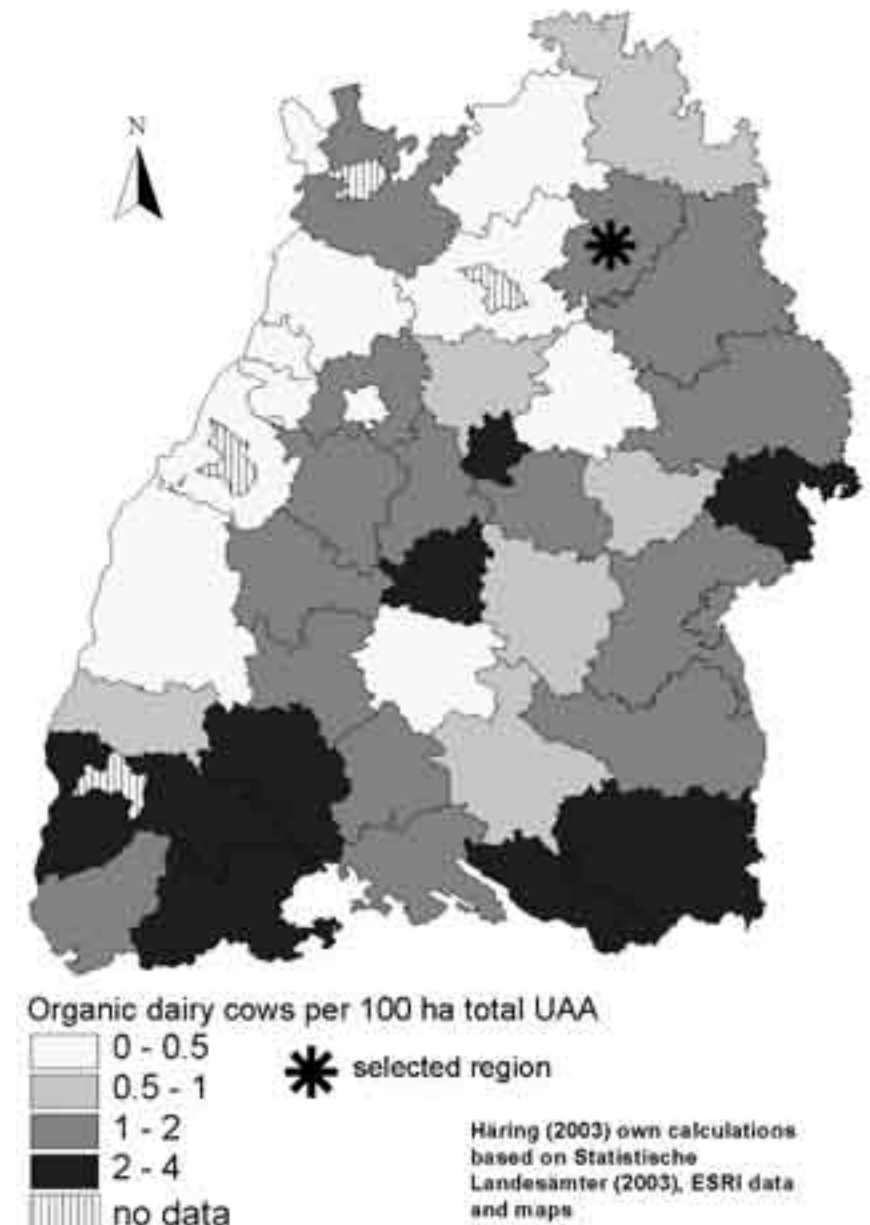 N
Organic dairy cows per 100 ha total UAA
0 - 0.5
0.5 - 1
1 - 2
2 - 4
no data
selected region
Häring (2003) own calculations
based on Statistische
Landesämter (2003), ESRI data
and maps